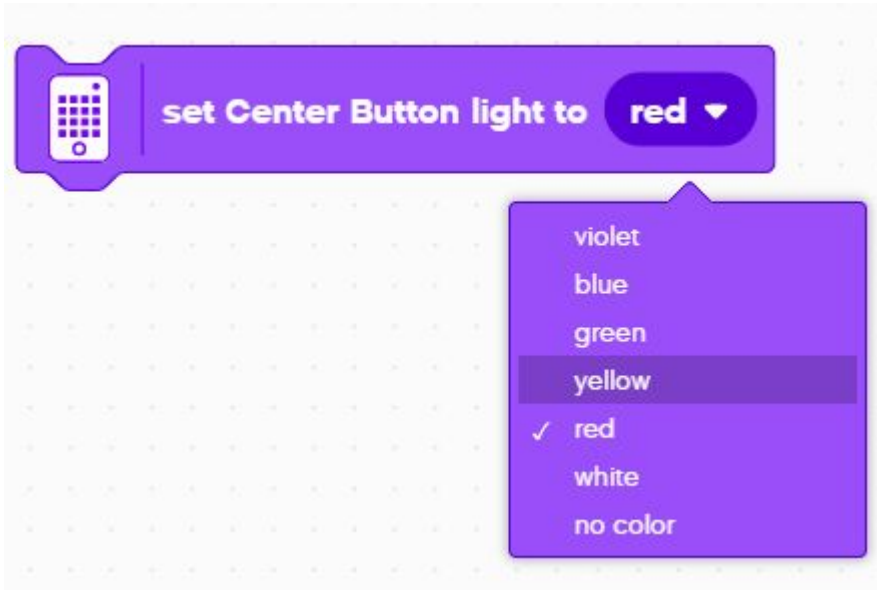 set Center Button light to red
violet
blue
green
yellow
✓ red
white
no color